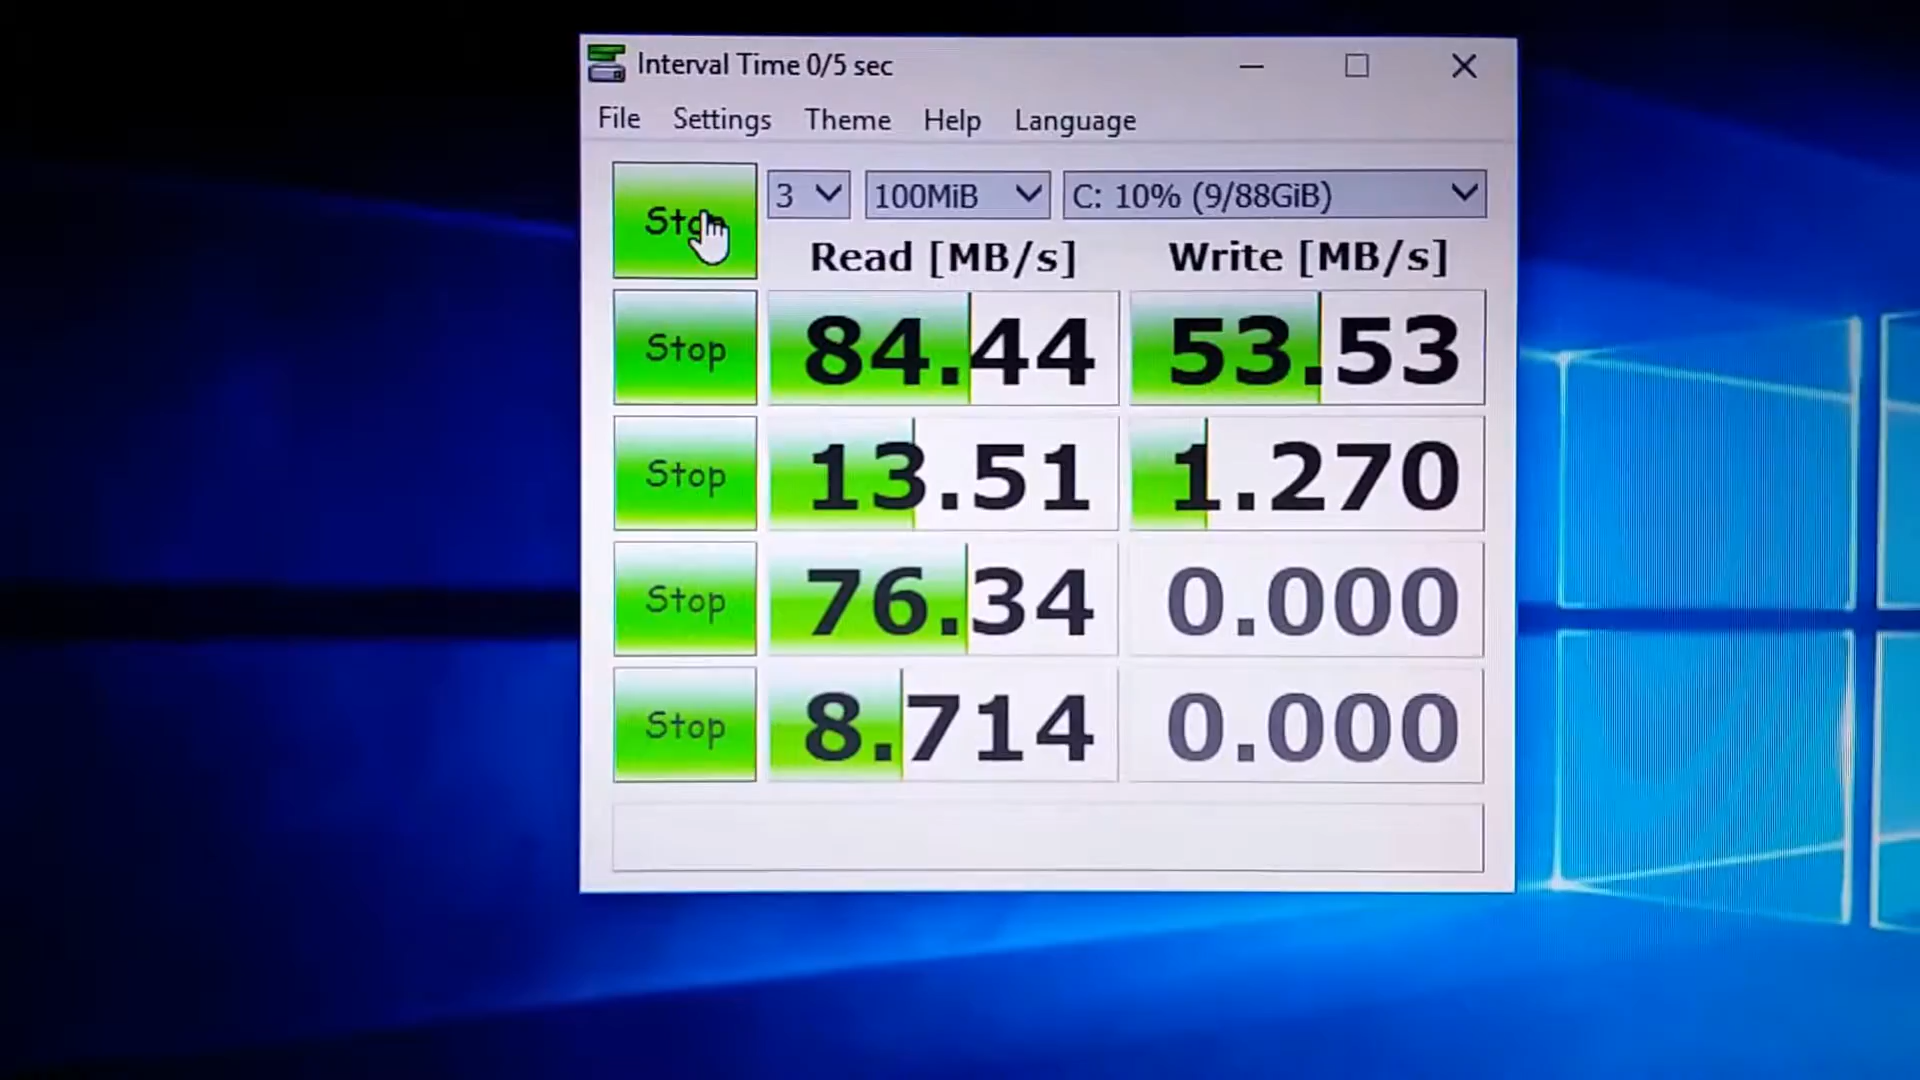 Interval Time 0/5 sec
File Settings Theme Help Language
Stop 3 100MiB C: 10% (9/88GiB)
Read [MB/s] Write [MB/s]
Stop 84.44 53.53
Stop 13.51 1.270
Stop 76.34 0.000
Stop 8.714 0.000